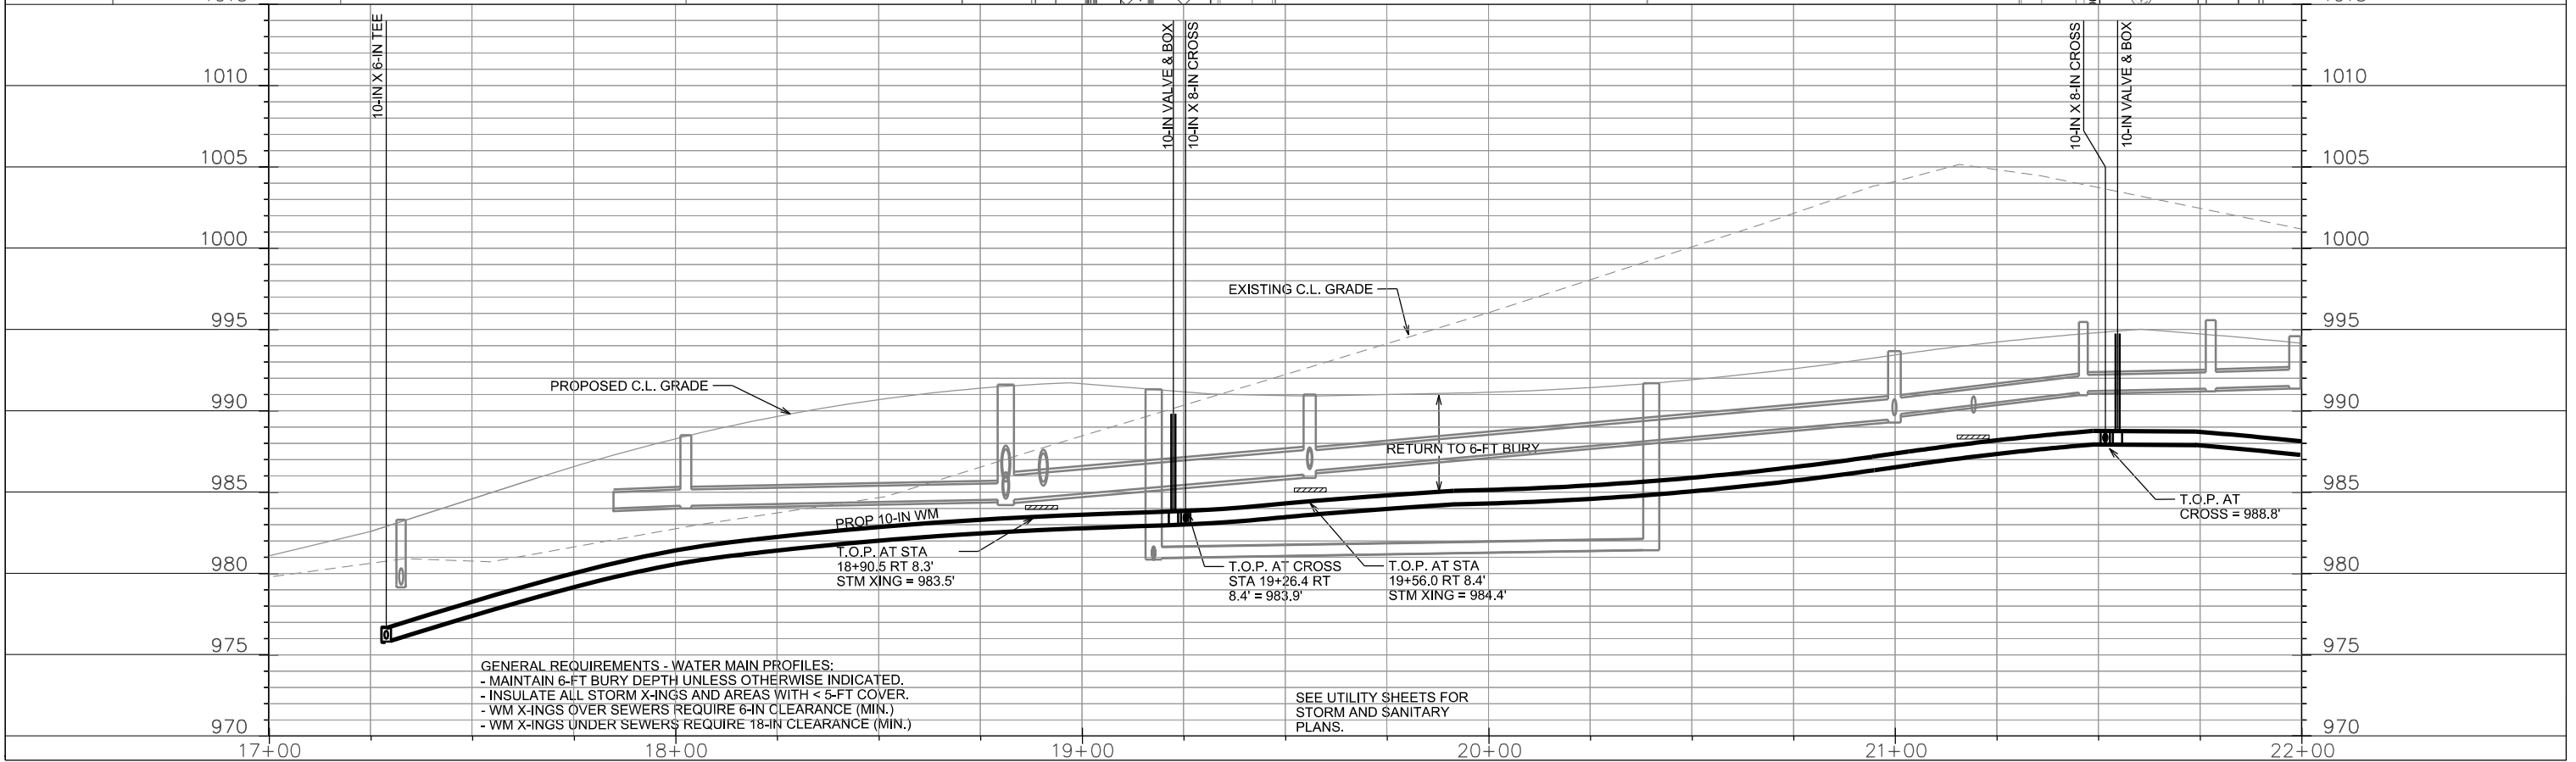 10-IN X 6-IN TEE
10-IN VALVE & BOX
10-IN X 8-IN CROSS
10-IN X 8-IN CROSS
10-IN VALVE & BOX
1010
1010
1005
1005
1000
1000
EXISTING C.L. GRADE
995
995
PROPOSED C.L. GRADE
990
990
RETURN TO 6-FT BURY
985
985
T.O.P. AT
CROSS = 988.8'
PROP 10-IN WM
T.O.P. AT STA
18+90.5 RT 8.3'
STM XING = 983.5'
T.O.P. AT CROSS
STA 19+26.4 RT
8.4' = 983.9'
T.O.P. AT STA
19+56.0 RT 8.4'
STM XING = 984.4'
980
980
975
975
GENERAL REQUIREMENTS - WATER MAIN PROFILES:
- MAINTAIN 6-FT BURY DEPTH UNLESS OTHERWISE INDICATED.
- INSULATE ALL STORM X-INGS AND AREAS WITH < 5-FT COVER.
- WM X-INGS OVER SEWERS REQUIRE 6-IN CLEARANCE (MIN.)
- WM X-INGS UNDER SEWERS REQUIRE 18-IN CLEARANCE (MIN.)
SEE UTILITY SHEETS FOR
STORM AND SANITARY
PLANS.
970
970
17+00
18+00
19+00
20+00
21+00
22+00